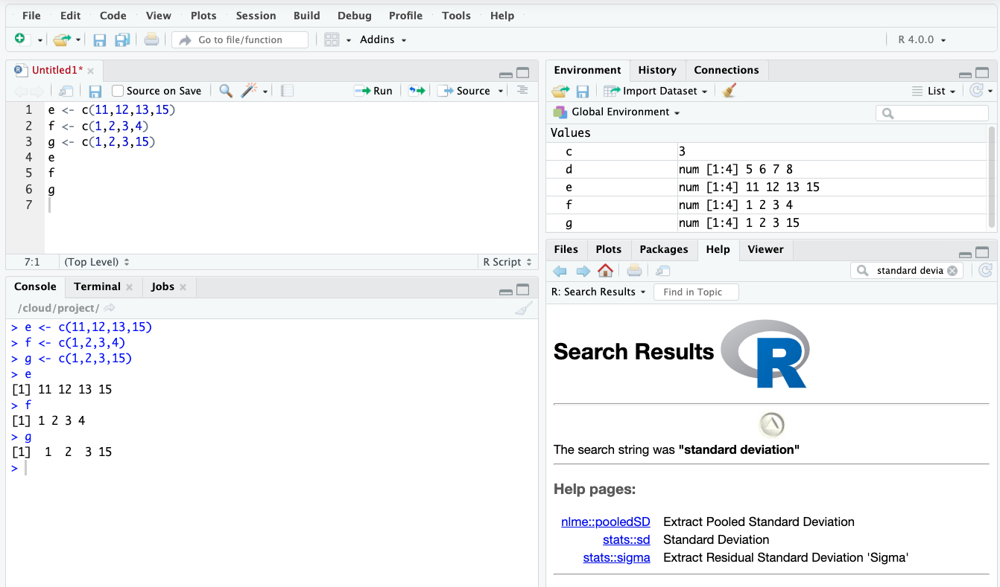 File Edit Code View Plots Session Build Debug Profile Tools Help
Go to file/function Addins R 4.0.0
Untitled1*
Source on Save Run Source
1 e <- c(11,12,13,15)
2 f <- c(1,2,3,4)
3 g <- c(1,2,3,15)
4 e
5 f
6 g
7
7:1 (Top Level) R Script
Console Terminal Jobs
/cloud/project/
> e <- c(11,12,13,15)
> f <- c(1,2,3,4)
> g <- c(1,2,3,15)
> e
[1] 11 12 13 15
> f
[1] 1 2 3 4
> g
[1]  1  2  3 15
>
Environment History Connections
Import Dataset List
Global Environment
Values
c 3
d num [1:4] 5 6 7 8
e num [1:4] 11 12 13 15
f num [1:4] 1 2 3 4
g num [1:4] 1 2 3 15
Files Plots Packages Help Viewer
standard devia
R: Search Results Find in Topic
Search Results R
The search string was "standard deviation"
Help pages:
nlme::pooledSD Extract Pooled Standard Deviation
stats::sd Standard Deviation
stats::sigma Extract Residual Standard Deviation 'Sigma'